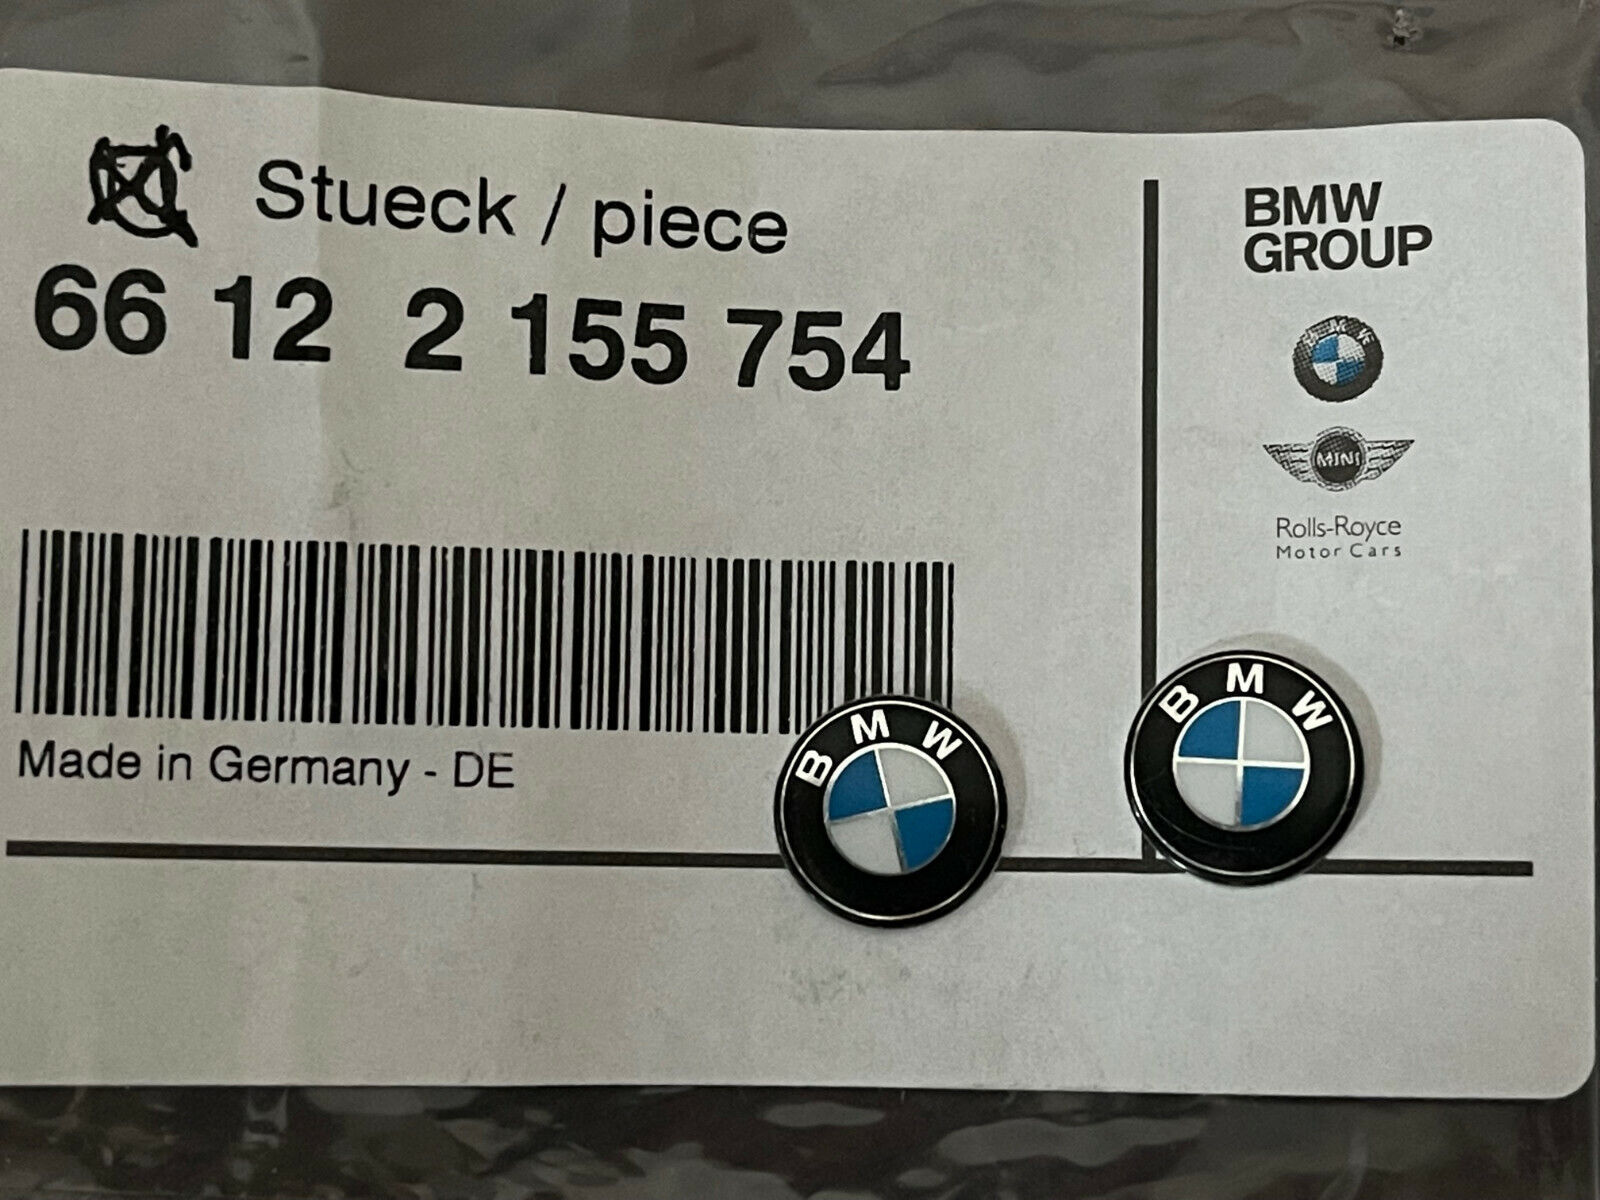 Stueck / piece
66 12 2 155 754
Made in Germany - DE
BMW
GROUP
BMW
MINI
Rolls-Royce
Motor Cars
BMW
BMW